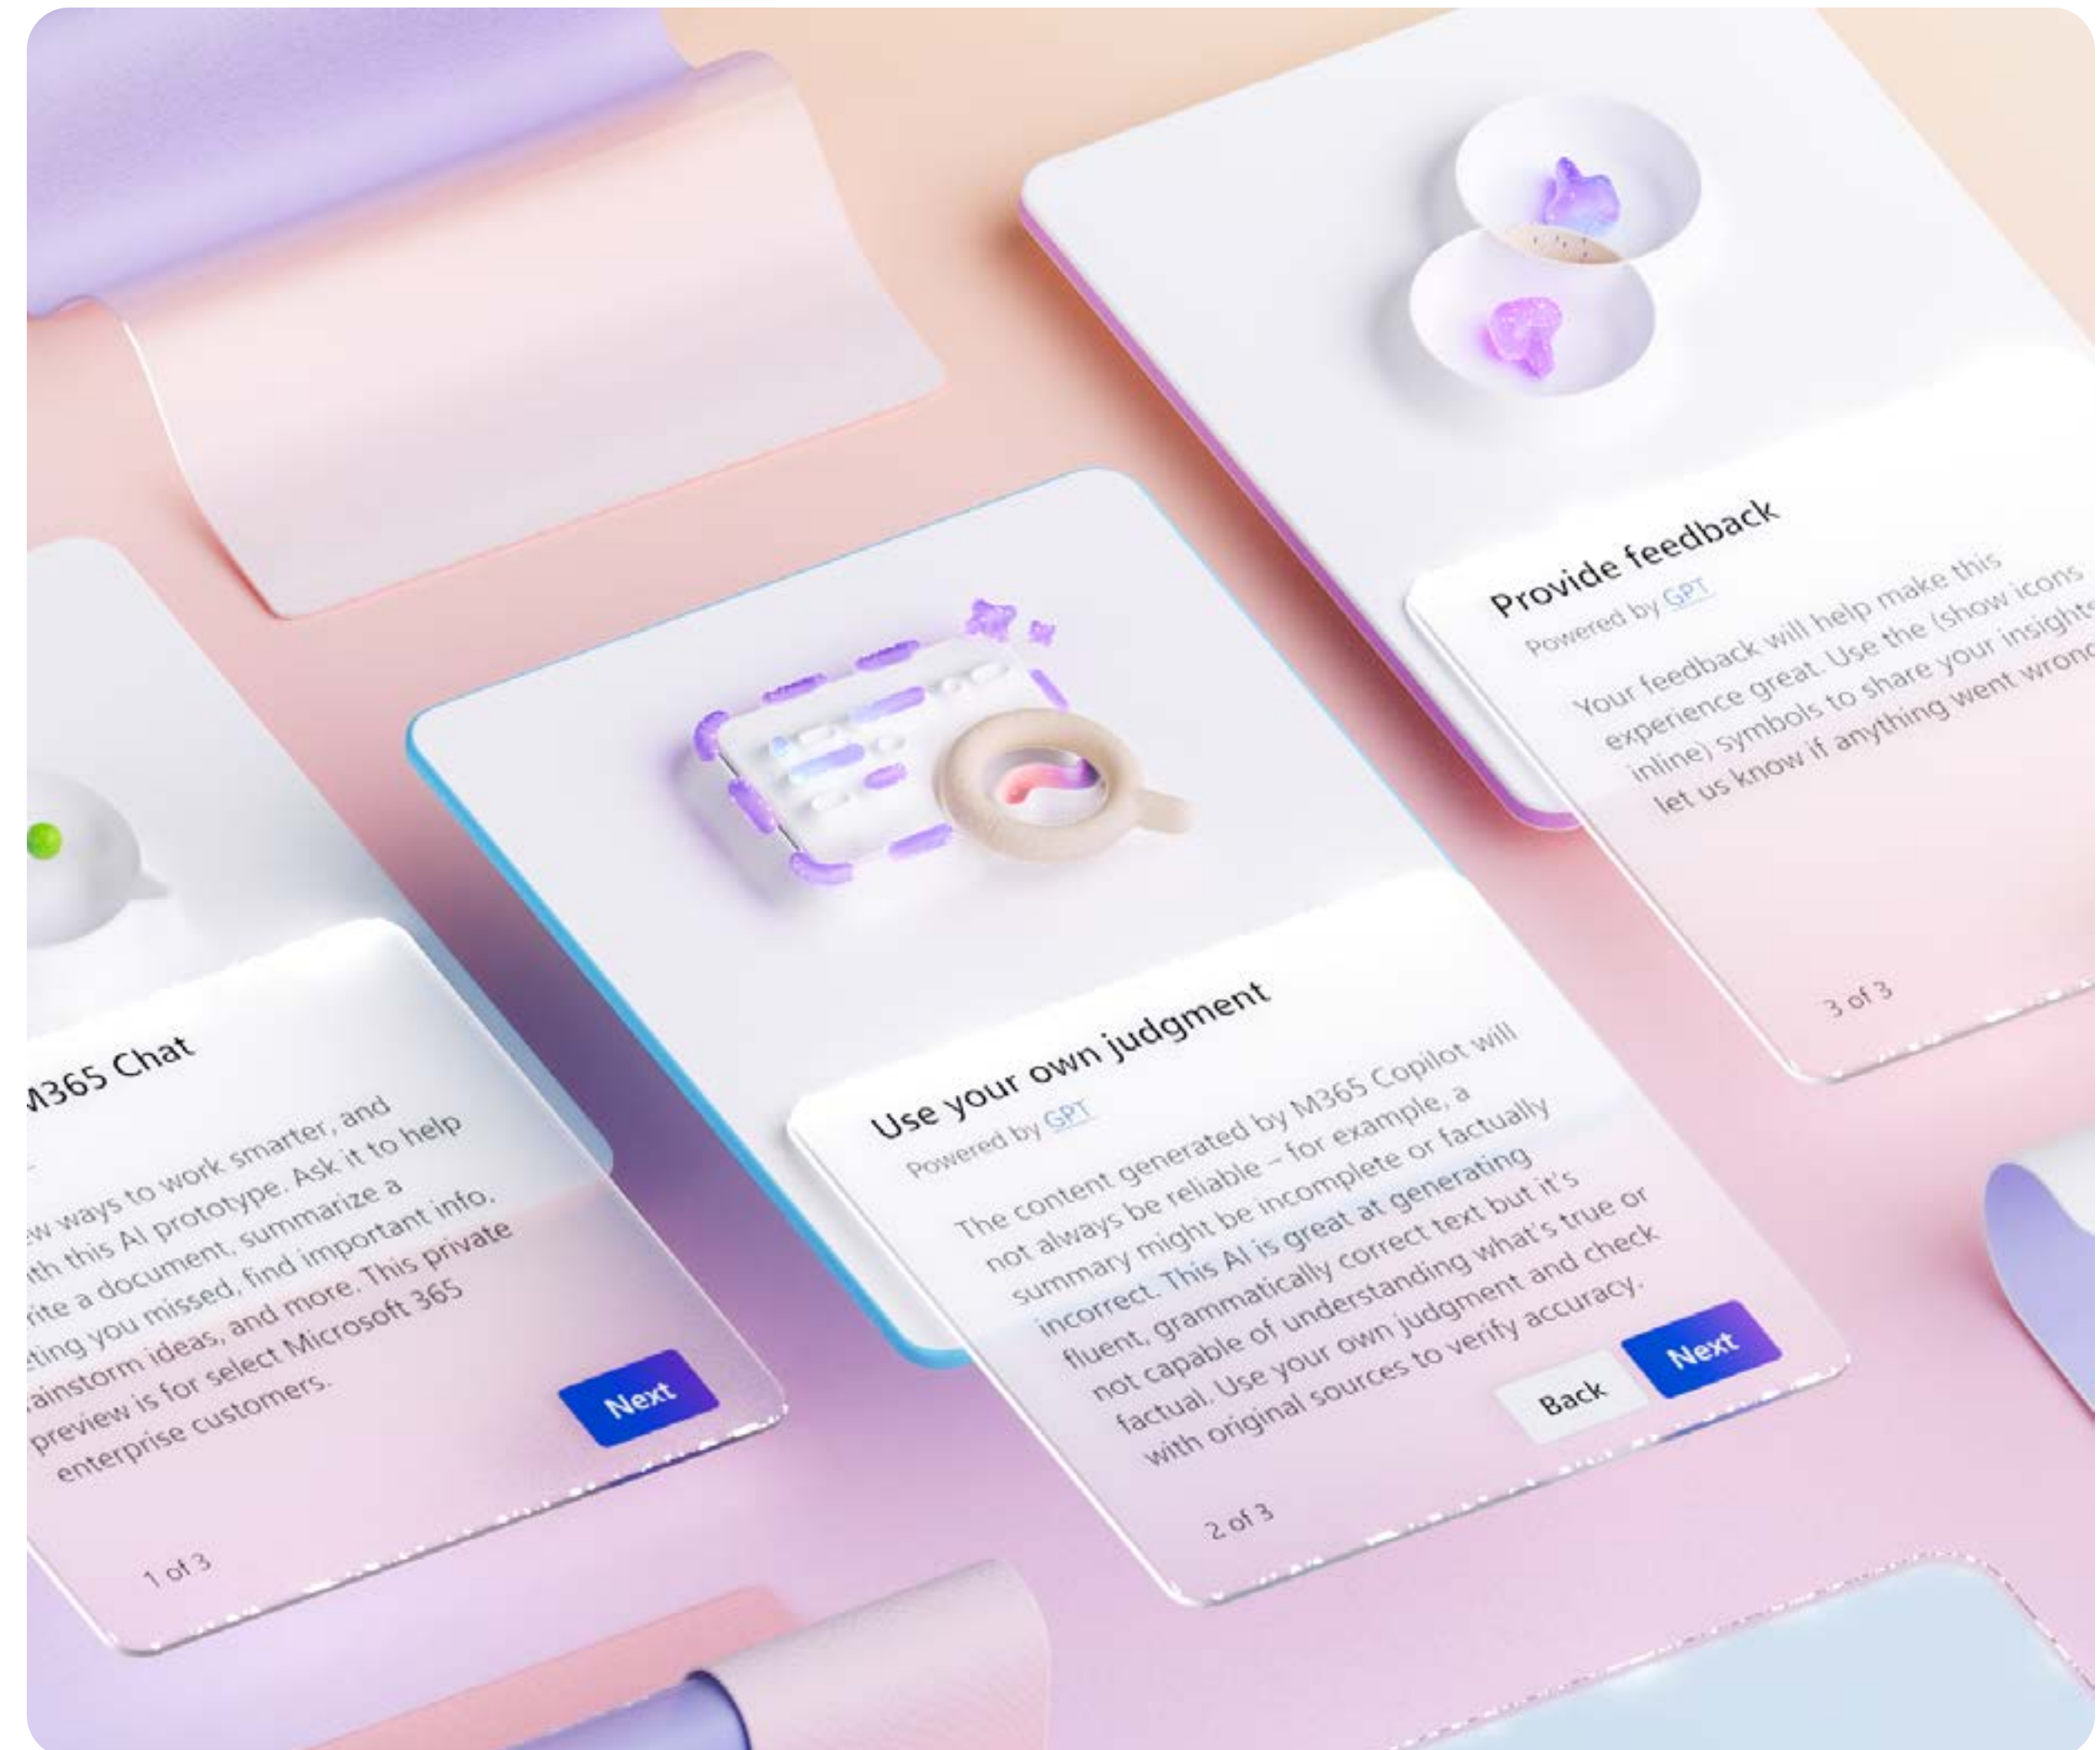 M365 Chat
ways to work smarter, and
this AI prototype. Ask it to help
a document, summarize a
you missed, find important info,
ideas, and more. This private
preview is for select Microsoft 365
enterprise customers.
Next
1 of 3
Use your own judgment
Powered by GPT
The content generated by M365 Copilot will
not always be reliable – for example, a
summary might be incomplete or factually
incorrect. This AI is great at generating
fluent, grammatically correct text but it's
not capable of understanding what's true or
factual. Use your own judgment and check
with original sources to verify accuracy.
Back
Next
2 of 3
Provide feedback
Powered by GPT
Your feedback will help make this
experience great. Use the (show icons
inline) symbols to share your insights
let us know if anything went wrong
3 of 3